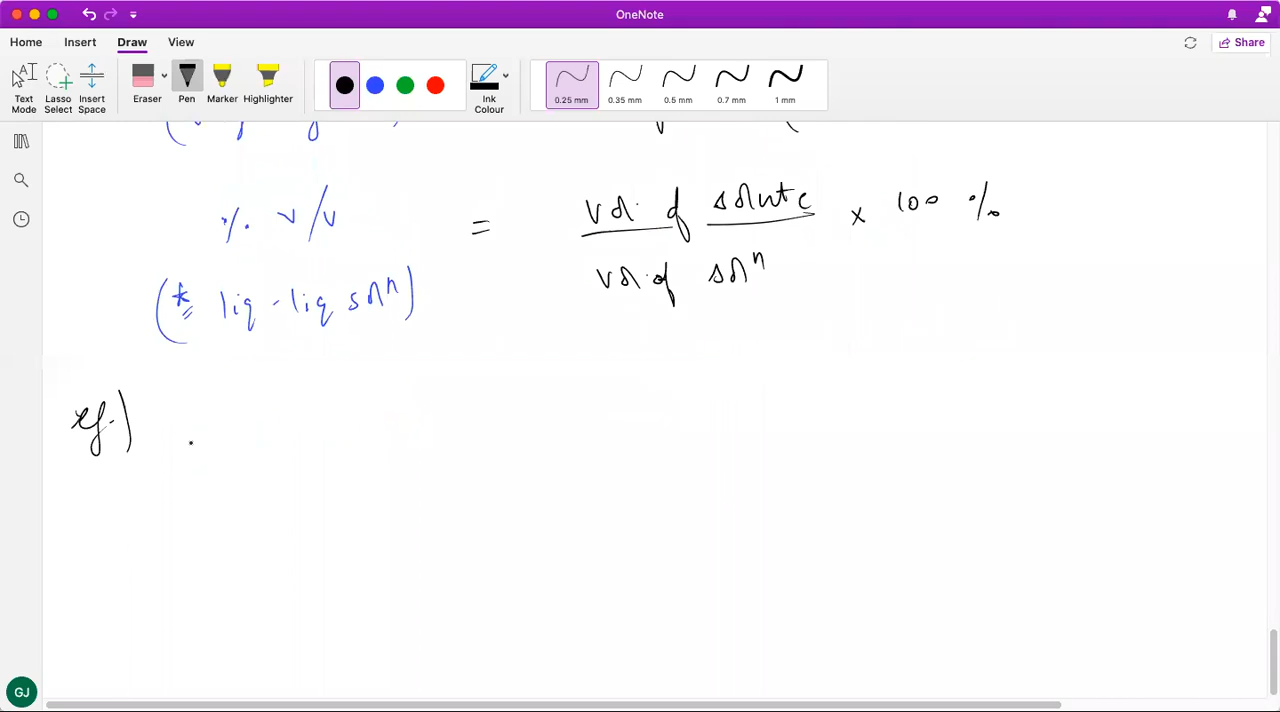 OneNote
Home Insert Draw View
Share
Text Mode
Lasso Select
Insert Space
Eraser
Pen
Marker
Highlighter
Ink Colour
0.25 mm 0.35 mm 0.5 mm 0.7 mm 1 mm
% v/v = vol. of solute × 100 %
vol. of solⁿ
(* liq - liq solⁿ)
eg.)
GJ